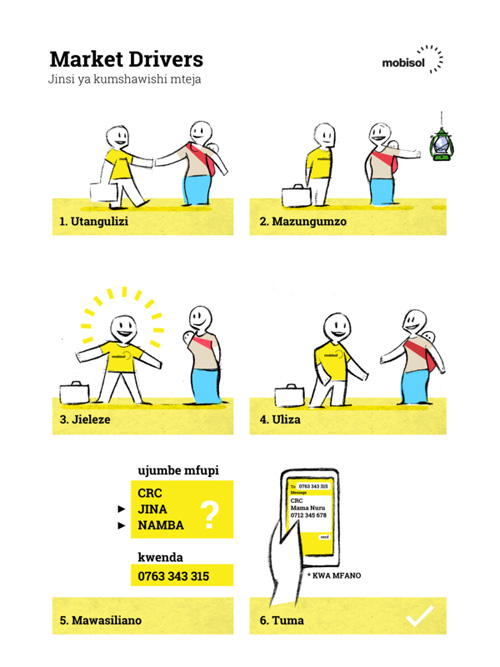 Market Drivers
Jinsi ya kumshawishi mteja
mobisol
1. Utangulizi
2. Mazungumzo
mobisol
3. Jieleze
mobisol
4. Uliza
ujumbe mfupi
CRC
JINA
NAMBA
?
kwenda
0763 343 315
5. Mawasiliano
To 0763 343 315
Message
CRC
Mama Nuru
0712 345 678
send
* KWA MFANO
6. Tuma